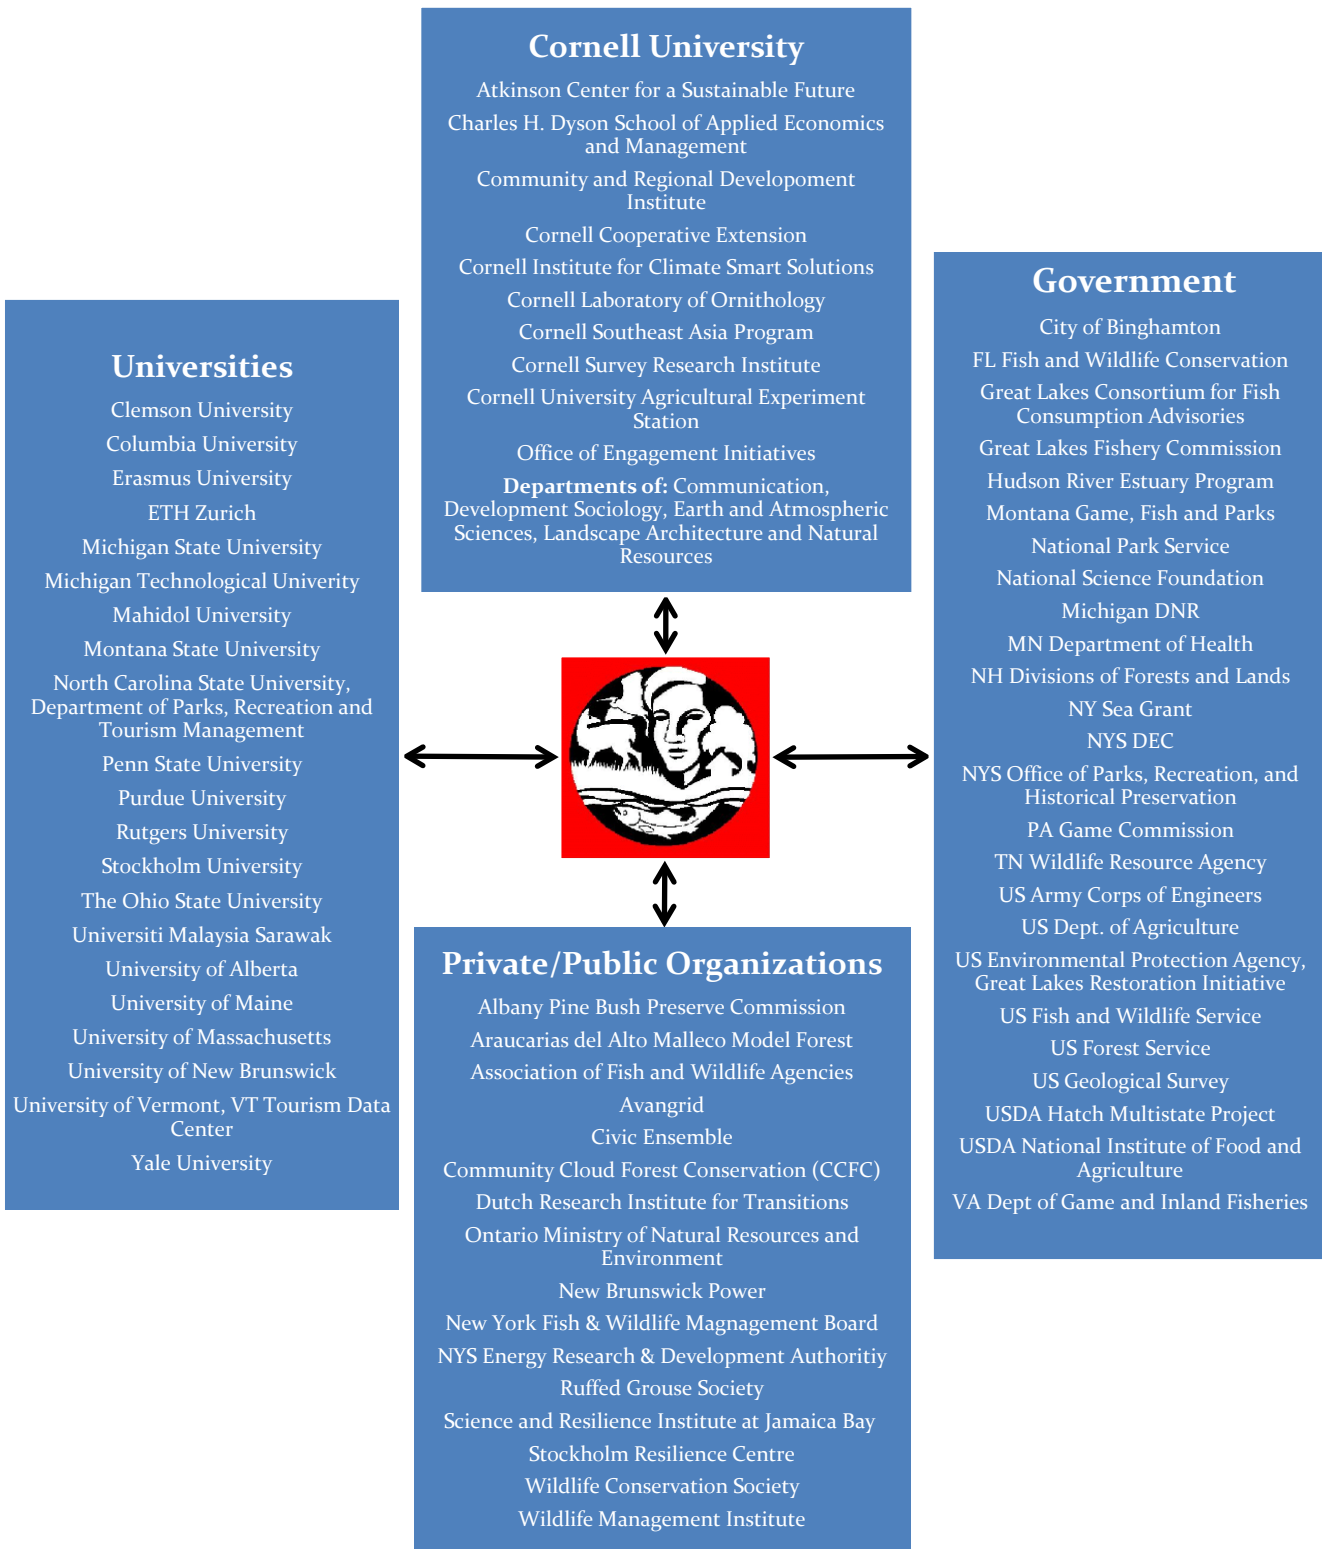 Cornell University
Atkinson Center for a Sustainable Future
Charles H. Dyson School of Applied Economics
and Management
Community and Regional Developoment
Institute
Cornell Cooperative Extension
Cornell Institute for Climate Smart Solutions
Cornell Laboratory of Ornithology
Cornell Southeast Asia Program
Cornell Survey Research Institute
Cornell University Agricultural Experiment
Station
Office of Engagement Initiatives
Departments of: Communication,
Development Sociology, Earth and Atmospheric
Sciences, Landscape Architecture and Natural
Resources
Universities
Clemson University
Columbia University
Erasmus University
ETH Zurich
Michigan State University
Michigan Technological Univerity
Mahidol University
Montana State University
North Carolina State University,
Department of Parks, Recreation and
Tourism Management
Penn State University
Purdue University
Rutgers University
Stockholm University
The Ohio State University
Universiti Malaysia Sarawak
University of Alberta
University of Maine
University of Massachusetts
University of New Brunswick
University of Vermont, VT Tourism Data
Center
Yale University
Government
City of Binghamton
FL Fish and Wildlife Conservation
Great Lakes Consortium for Fish
Consumption Advisories
Great Lakes Fishery Commission
Hudson River Estuary Program
Montana Game, Fish and Parks
National Park Service
National Science Foundation
Michigan DNR
MN Department of Health
NH Divisions of Forests and Lands
NY Sea Grant
NYS DEC
NYS Office of Parks, Recreation, and
Historical Preservation
PA Game Commission
TN Wildlife Resource Agency
US Army Corps of Engineers
US Dept. of Agriculture
US Environmental Protection Agency,
Great Lakes Restoration Initiative
US Fish and Wildlife Service
US Forest Service
US Geological Survey
USDA Hatch Multistate Project
USDA National Institute of Food and
Agriculture
VA Dept of Game and Inland Fisheries
Private/Public Organizations
Albany Pine Bush Preserve Commission
Araucarias del Alto Malleco Model Forest
Association of Fish and Wildlife Agencies
Avangrid
Civic Ensemble
Community Cloud Forest Conservation (CCFC)
Dutch Research Institute for Transitions
Ontario Ministry of Natural Resources and
Environment
New Brunswick Power
New York Fish & Wildlife Magnagement Board
NYS Energy Research & Development Authoritiy
Ruffed Grouse Society
Science and Resilience Institute at Jamaica Bay
Stockholm Resilience Centre
Wildlife Conservation Society
Wildlife Management Institute